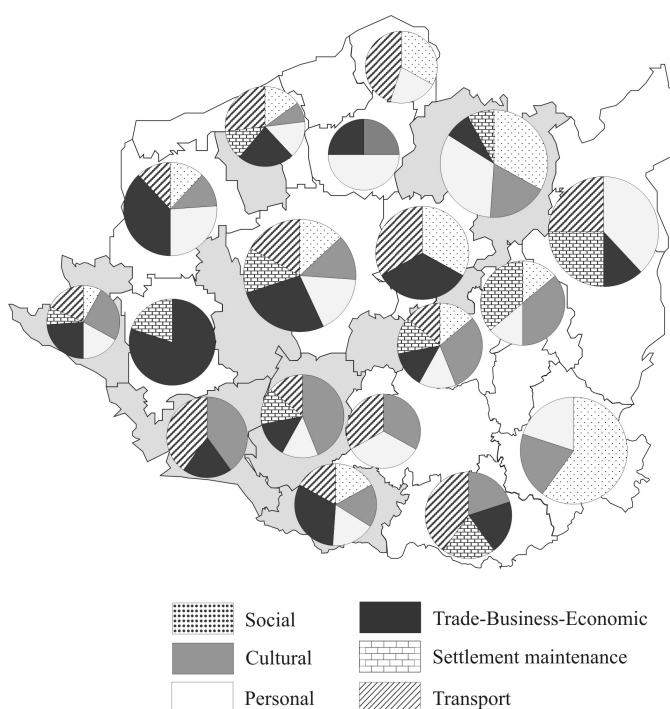 Social
Trade-Business-Economic
Cultural
Settlement maintenance
Personal
Transport